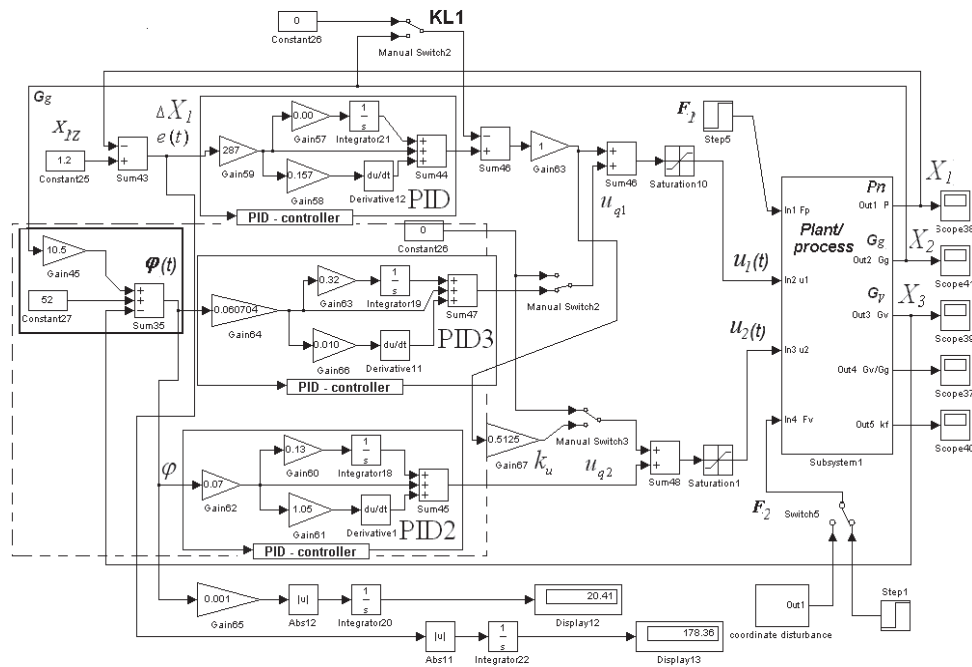 0
Constant26
KL1
Manual Switch2
Gg
X1Z
1.2
Constant25
− +
Sum43
ΔX1
e(t)
287
Gain59
0.00
Gain57
1/s
Integrator21
0.157
Gain58
du/dt
Derivative12
+ + +
Sum44
PID
PID - controller
− +
Sum46
1
Gain63
+ +
Sum46
Saturation10
uq1
F1
Step5
0
Constant26
10.5
Gain45
φ(t)
52
Constant27
+ + −
Sum35
0.060704
Gain64
0.32
Gain63
1/s
Integrator19
0.010
Gain66
du/dt
Derivative11
+ + +
Sum47
PID3
PID - controller
Manual Switch2
u1(t)
u2(t)
Pn
In1 Fp
Out1 P
Plant/
process
Gg
Out2 Gg
In2 u1
Gv
Out3 Gv
In3 u2
Out4 Gv/Gg
In4 Fv
Out5 kf
Subsystem1
X1
Scope38
X2
Scope41
X3
Scope39
Scope37
Scope40
φ
0.07
Gain62
0.13
Gain60
1/s
Integrator18
1.05
Gain61
du/dt
Derivative1
+ + +
Sum45
PID2
PID - controller
0.5125
Gain67
ku
Manual Switch3
uq2
+ +
Sum48
Saturation1
F2
Switch5
0.001
Gain65
|u|
Abs12
1/s
Integrator20
20.41
Display12
|u|
Abs11
1/s
Integrator22
178.36
Display13
Out1
coordinate disturbance
Step1